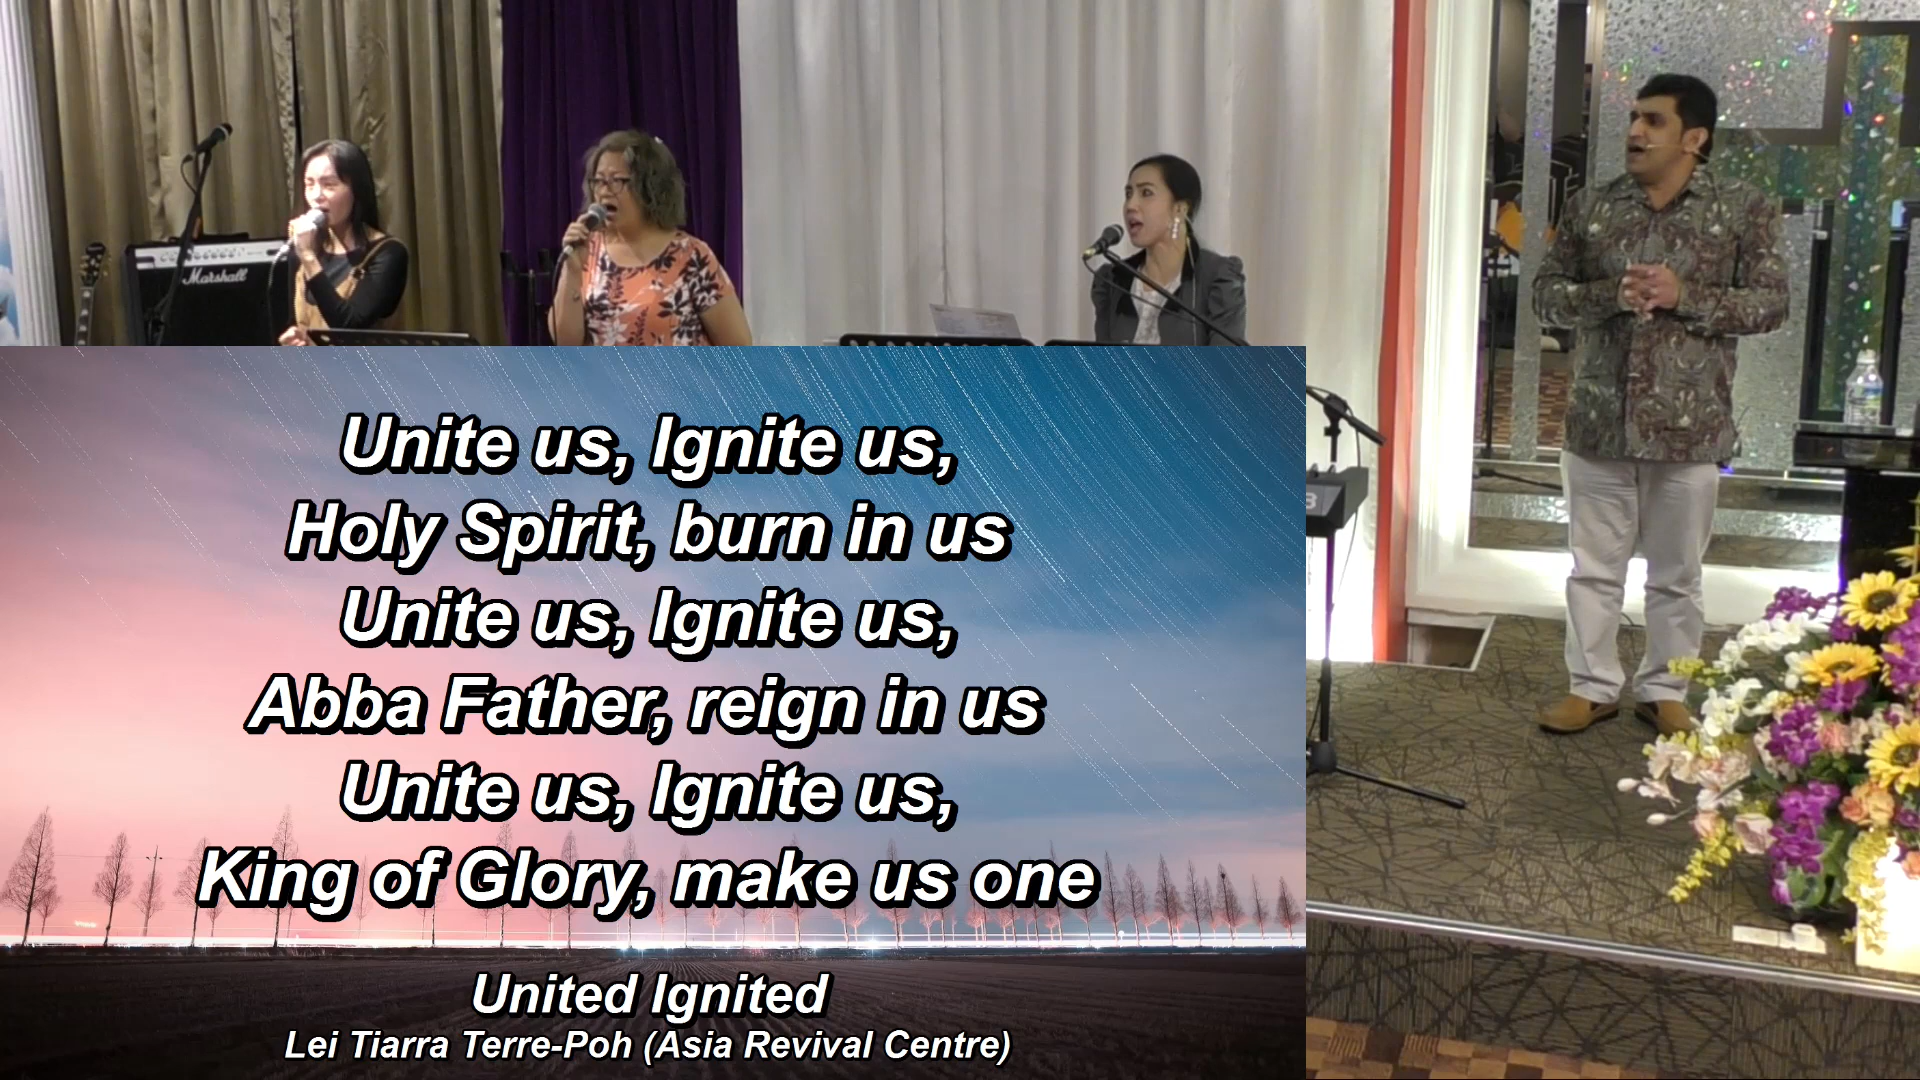 Marshall
Unite us, Ignite us,
Holy Spirit, burn in us
Unite us, Ignite us,
Abba Father, reign in us
Unite us, Ignite us,
King of Glory, make us one
United Ignited
Lei Tiarra Terre-Poh (Asia Revival Centre)